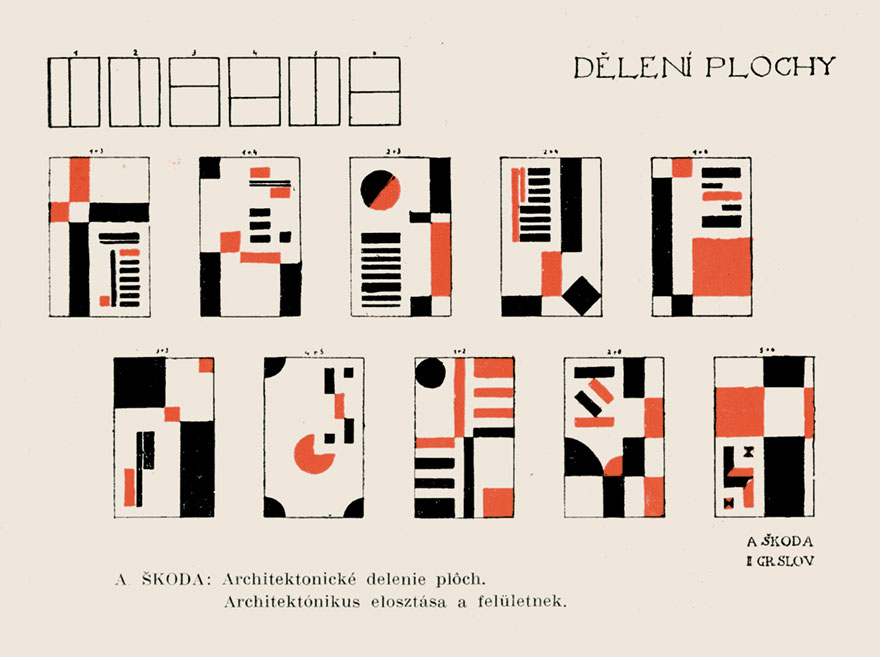 DĚLENÍ PLOCHY
1 2 3 4 5 6
1+3 1+4 2+3 2+4 1+6
3+5 4+5 1+2 2+6 5+6
A ŠKODA
II GR. SLOV
A. ŠKODA: Architektonické delenie plôch.
Architektónikus elosztása a felületnek.